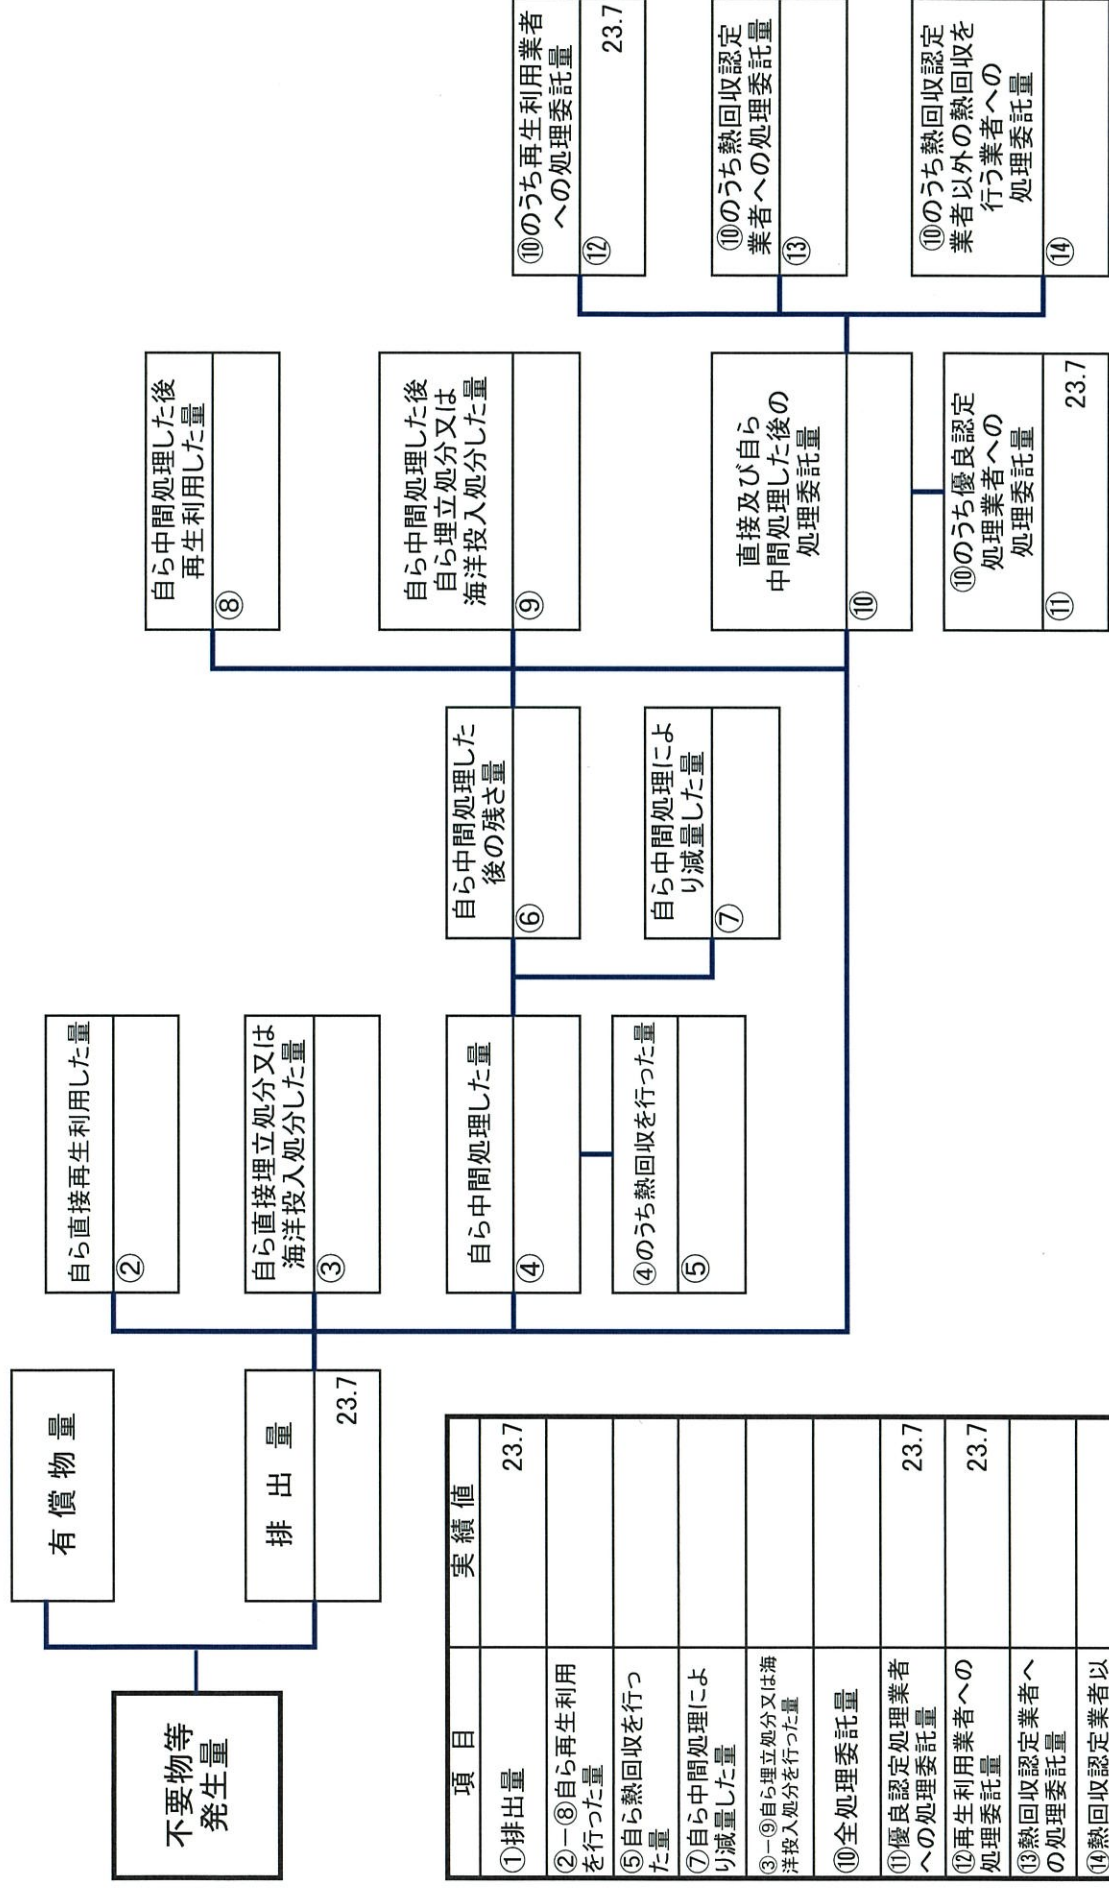 不要物等
発生量
有 償 物 量
排 出 量
23.7
自ら直接再生利用した量
②
自ら直接埋立処分又は
海洋投入処分した量
③
自ら中間処理した量
④
④のうち熱回収を行った量
⑤
自ら中間処理した
後の残さ量
⑥
自ら中間処理によ
り減量した量
⑦
自ら中間処理した後
再生利用した量
⑧
自ら中間処理した後
自ら埋立処分又は
海洋投入処分した量
⑨
直接及び自ら
中間処理した後の
処理委託量
⑩
⑩のうち優良認定
処理業者への
処理委託量
⑪
23.7
⑩のうち再生利用業者
への処理委託量
⑫
23.7
⑩のうち熱回収認定
業者への処理委託量
⑬
⑩のうち熱回収認定
業者以外の熱回収を
行う業者への
処理委託量
⑭
項 目 実 績 値
①排出量 23.7
②－⑧自ら再生利用
を行った量
⑤自ら熱回収を行っ
た量
⑦自ら中間処理によ
り減量した量
③－⑨自ら埋立処分又は海
洋投入処分を行った量
⑩全処理委託量
⑪優良認定処理業者
への処理委託量
23.7
⑫再生利用業者への
処理委託量
23.7
⑬熱回収認定業者へ
の処理委託量
⑭熱回収認定業者以